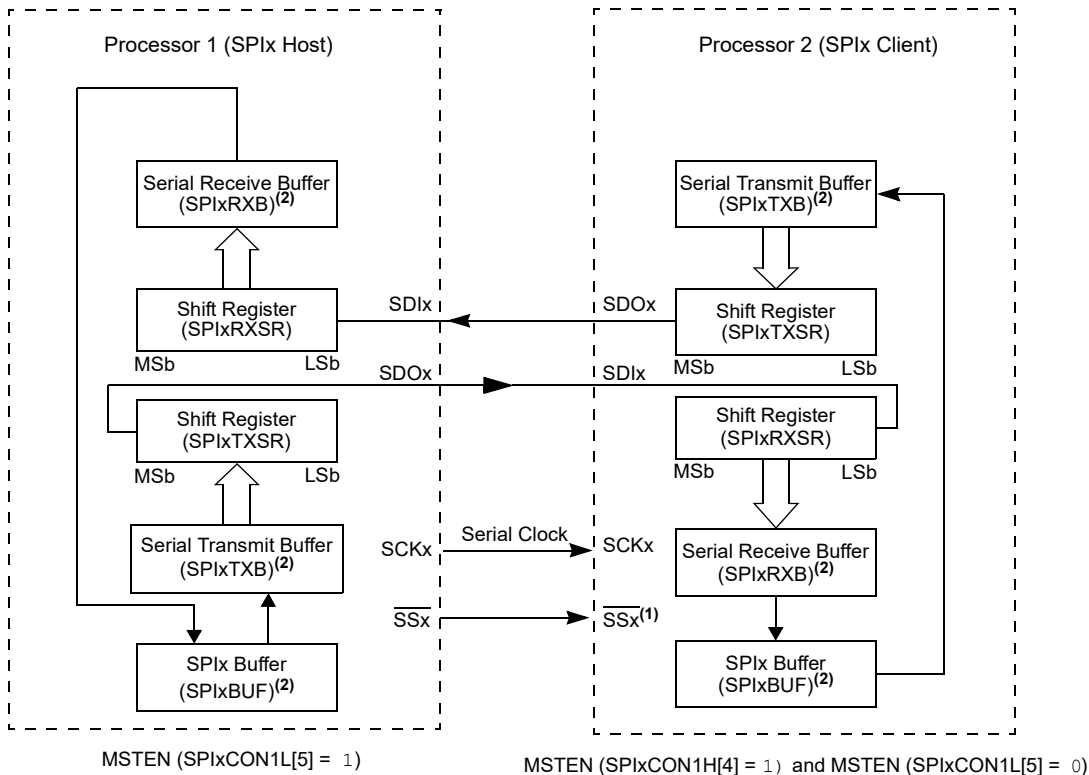 Processor 1 (SPIx Host)
Serial Receive Buffer
(SPIxRXB)(2)
Shift Register
(SPIxRXSR)
MSb
LSb
SDIx
SDOx
Shift Register
(SPIxTXSR)
MSb
LSb
Serial Transmit Buffer
(SPIxTXB)(2)
SCKx
Serial Clock
SSx
SPIx Buffer
(SPIxBUF)(2)
MSTEN (SPIxCON1L[5] = 1)
Processor 2 (SPIx Client)
Serial Transmit Buffer
(SPIxTXB)(2)
SDOx
Shift Register
(SPIxTXSR)
MSb
LSb
SDIx
Shift Register
(SPIxRXSR)
MSb
LSb
SCKx
Serial Receive Buffer
(SPIxRXB)(2)
SSx(1)
SPIx Buffer
(SPIxBUF)(2)
MSTEN (SPIxCON1H[4] = 1) and MSTEN (SPIxCON1L[5] = 0)